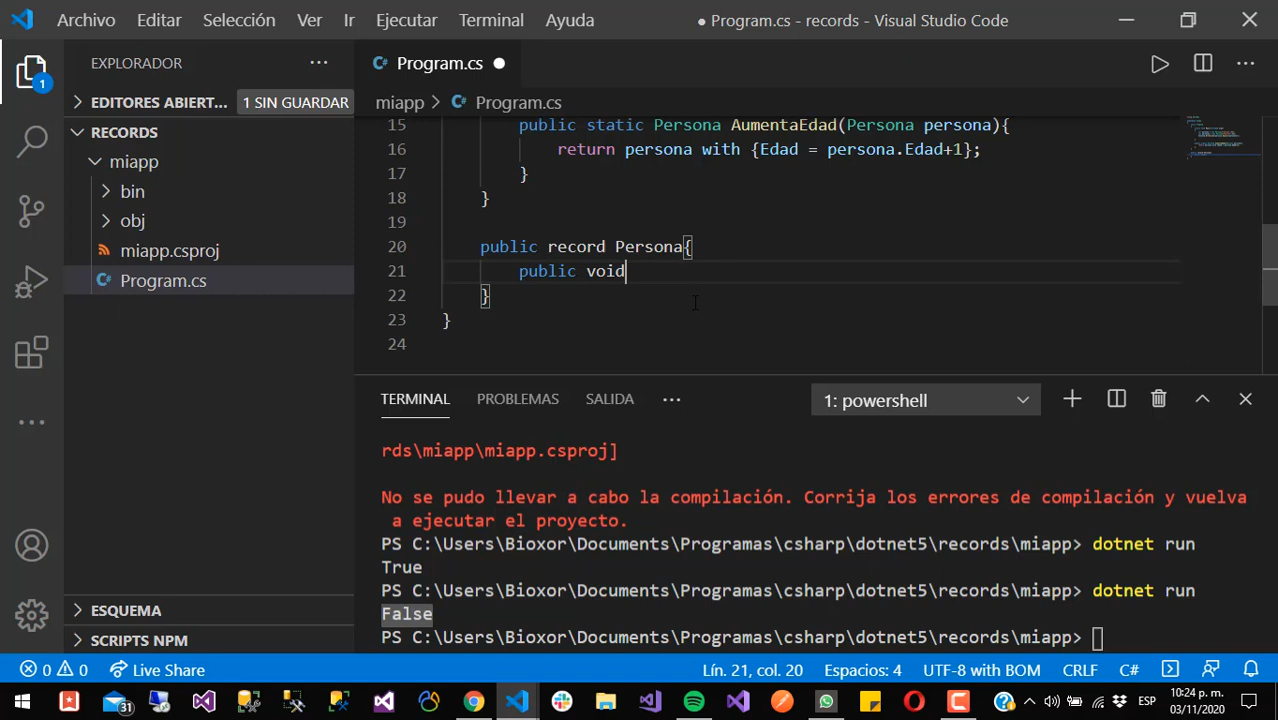 Archivo Editar Selección Ver Ir Ejecutar Terminal Ayuda ● Program.cs - records - Visual Studio Code
EXPLORADOR ···
C# Program.cs ●
EDITORES ABIERT... 1 SIN GUARDAR
miapp > C# Program.cs
RECORDS
miapp
bin
obj
miapp.csproj
C# Program.cs
15 public static Persona AumentaEdad(Persona persona){
16 return persona with {Edad = persona.Edad+1};
17 }
18 }
19
20 public record Persona{
21 public void
22 }
23 }
24
1
TERMINAL PROBLEMAS SALIDA ··· 1: powershell
rds\miapp\miapp.csproj]
No se pudo llevar a cabo la compilación. Corrija los errores de compilación y vuelva
a ejecutar el proyecto.
PS C:\Users\Bioxor\Documents\Programas\csharp\dotnet5\records\miapp> dotnet run
True
PS C:\Users\Bioxor\Documents\Programas\csharp\dotnet5\records\miapp> dotnet run
False
PS C:\Users\Bioxor\Documents\Programas\csharp\dotnet5\records\miapp>
ESQUEMA
SCRIPTS NPM
0 0 Live Share Lín. 21, col. 20 Espacios: 4 UTF-8 with BOM CRLF C#
31 ESP 10:24 p. m.
03/11/2020